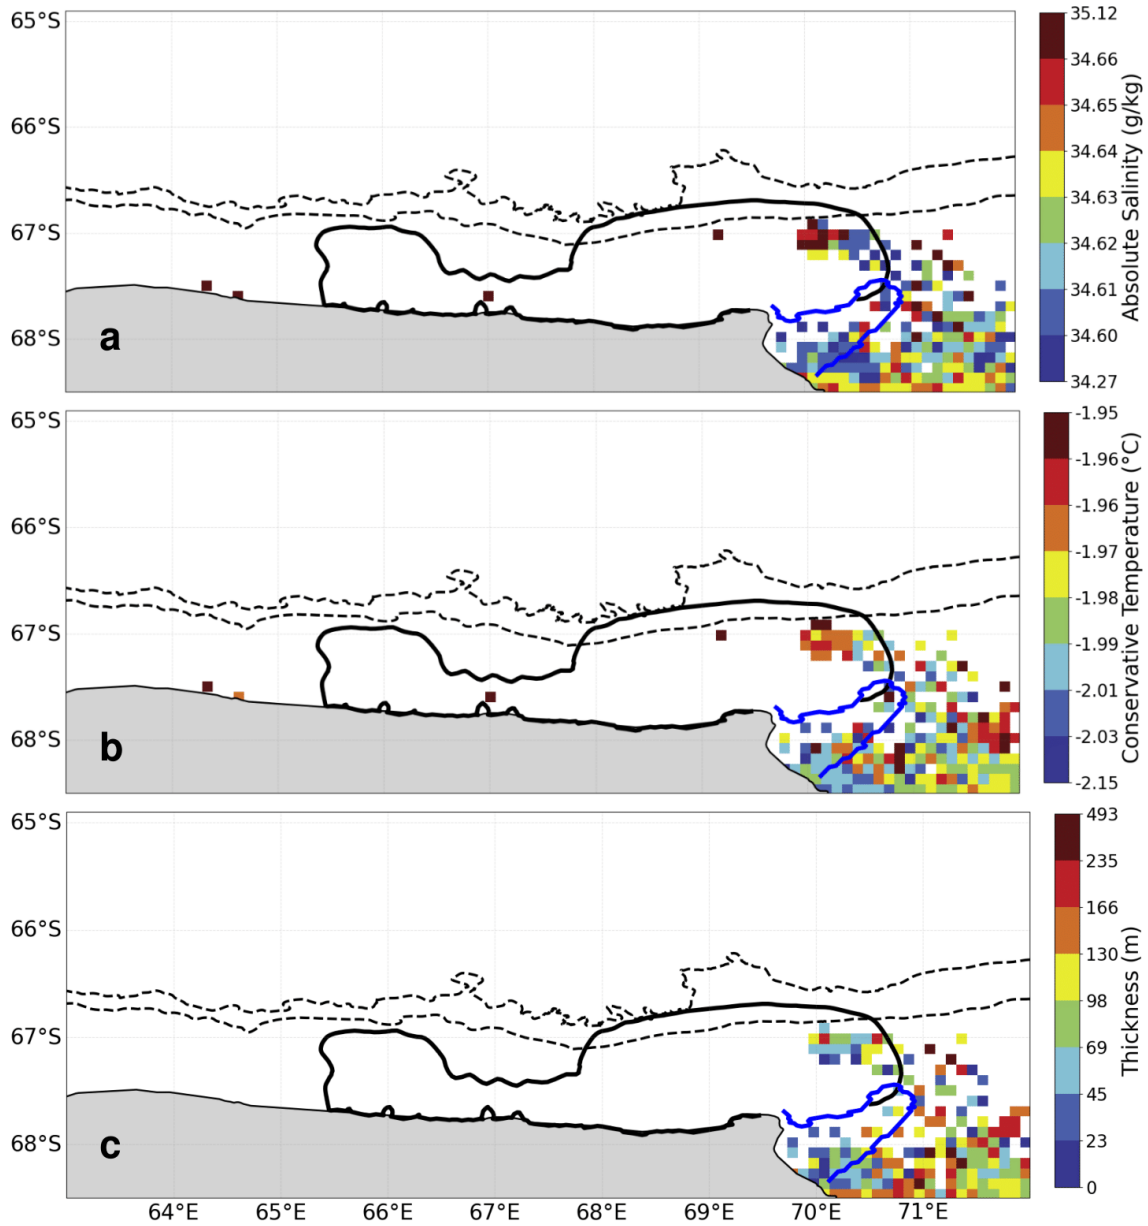 65°S
66°S
67°S
68°S
a
35.12
34.66
34.65
34.64
34.63
34.62
34.61
34.60
34.27
Absolute Salinity (g/kg)
65°S
66°S
67°S
68°S
b
-1.95
-1.96
-1.96
-1.97
-1.98
-1.99
-2.01
-2.03
-2.15
Conservative Temperature (°C)
65°S
66°S
67°S
68°S
c
493
235
166
130
98
69
45
23
0
Thickness (m)
64°E 65°E 66°E 67°E 68°E 69°E 70°E 71°E